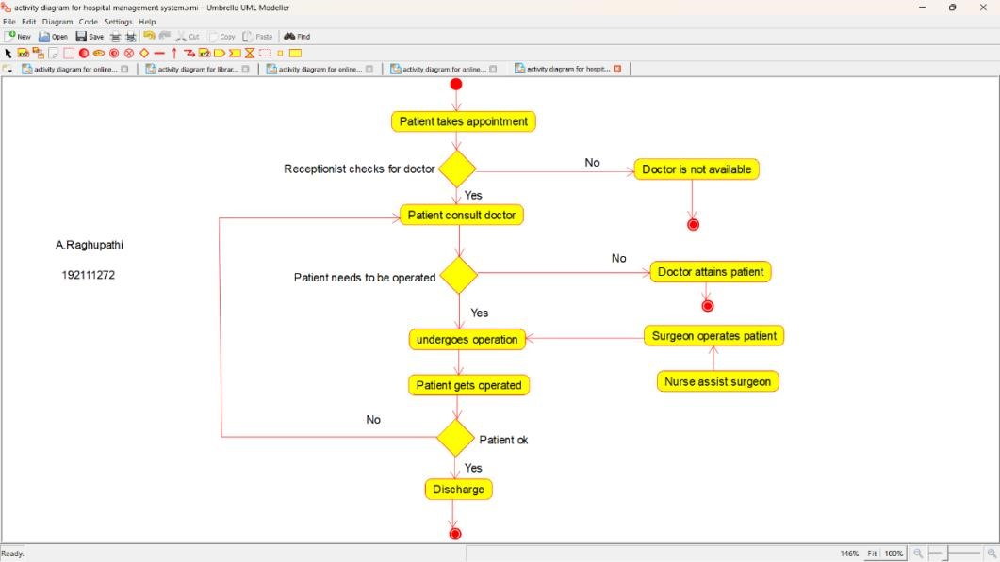 activity diagram for hospital management system.xmi – Umbrello UML Modeller
File Edit Diagram Code Settings Help
New Open Save Cut Copy Paste Find
activity diagram for online... activity diagram for librar... activity diagram for online... activity diagram for online... activity diagram for hospit...
Patient takes appointment
Receptionist checks for doctor
No
Doctor is not available
Yes
Patient consult doctor
A.Raghupathi
192111272
Patient needs to be operated
No
Doctor attains patient
Yes
undergoes operation
Surgeon operates patient
Patient gets operated
Nurse assist surgeon
No
Patient ok
Yes
Discharge
Ready.
146% Fit 100%